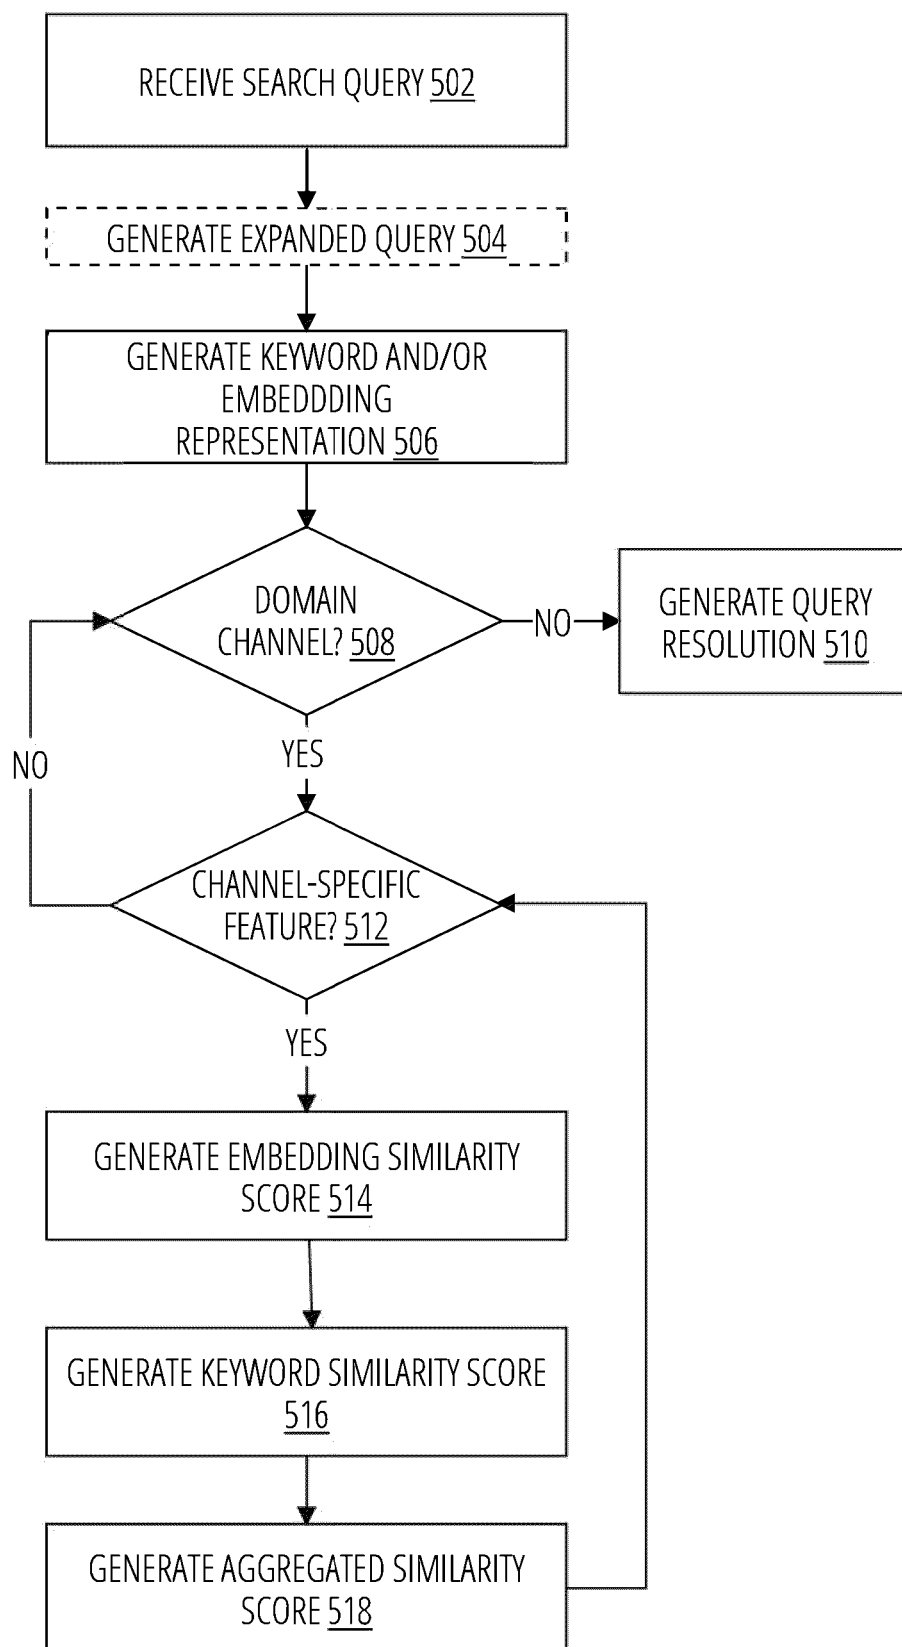 RECEIVE SEARCH QUERY 502
GENERATE EXPANDED QUERY 504
GENERATE KEYWORD AND/OR
EMBEDDDING
REPRESENTATION 506
DOMAIN
CHANNEL? 508
NO
GENERATE QUERY
RESOLUTION 510
YES
NO
CHANNEL-SPECIFIC
FEATURE? 512
YES
GENERATE EMBEDDING SIMILARITY
SCORE 514
GENERATE KEYWORD SIMILARITY SCORE
516
GENERATE AGGREGATED SIMILARITY
SCORE 518